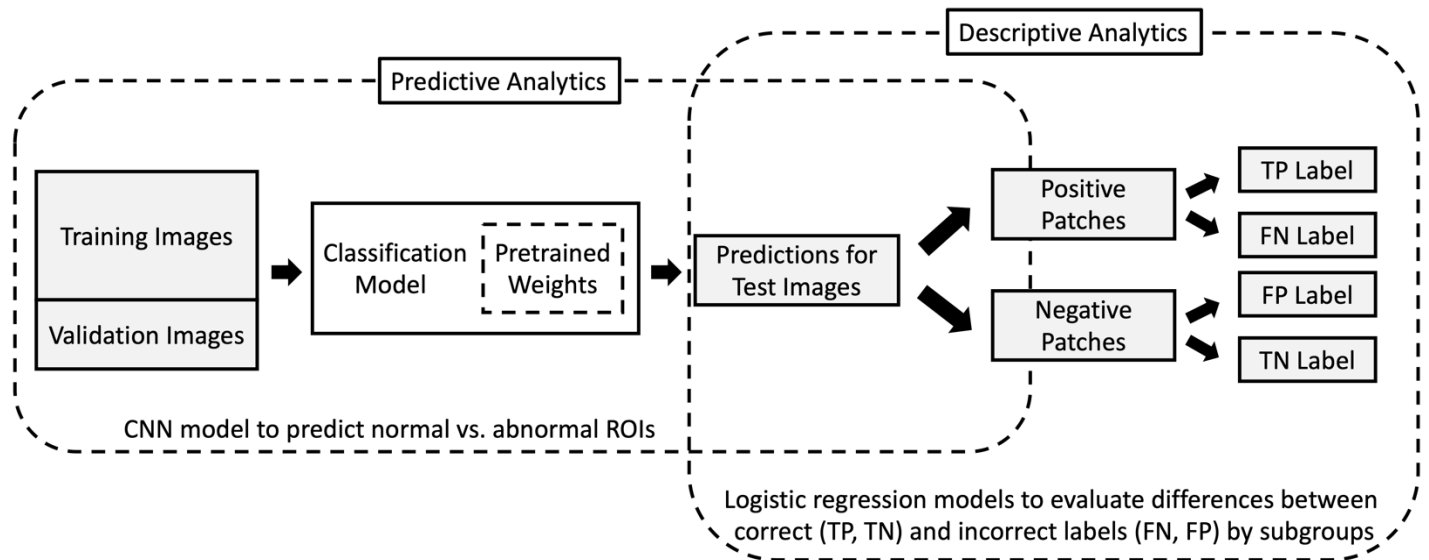 Descriptive Analytics
Predictive Analytics
Training Images
Validation Images
Classification
Model
Pretrained
Weights
Predictions for
Test Images
Positive
Patches
Negative
Patches
TP Label
FN Label
FP Label
TN Label
CNN model to predict normal vs. abnormal ROIs
Logistic regression models to evaluate differences between
correct (TP, TN) and incorrect labels (FN, FP) by subgroups